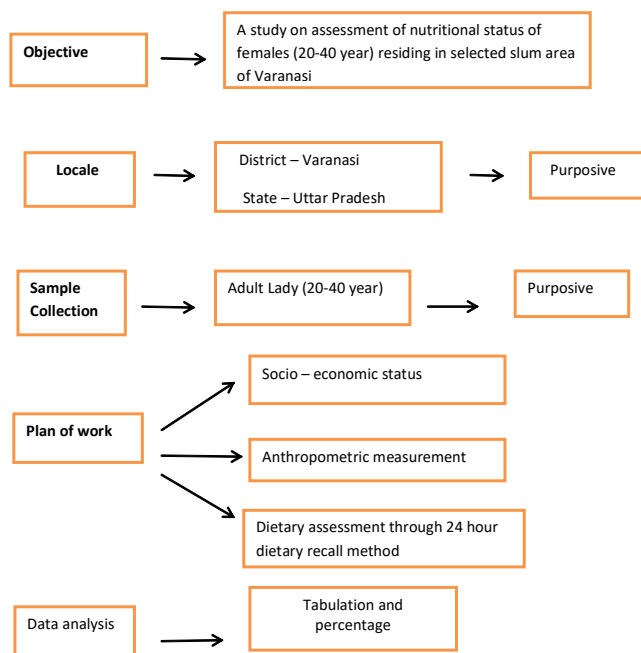 Objective
A study on assessment of nutritional status of
females (20-40 year) residing in selected slum area
of Varanasi
Locale
District – Varanasi
State – Uttar Pradesh
Purposive
Sample
Collection
Adult Lady (20-40 year)
Purposive
Plan of work
Socio – economic status
Anthropometric measurement
Dietary assessment through 24 hour
dietary recall method
Data analysis
Tabulation and
percentage